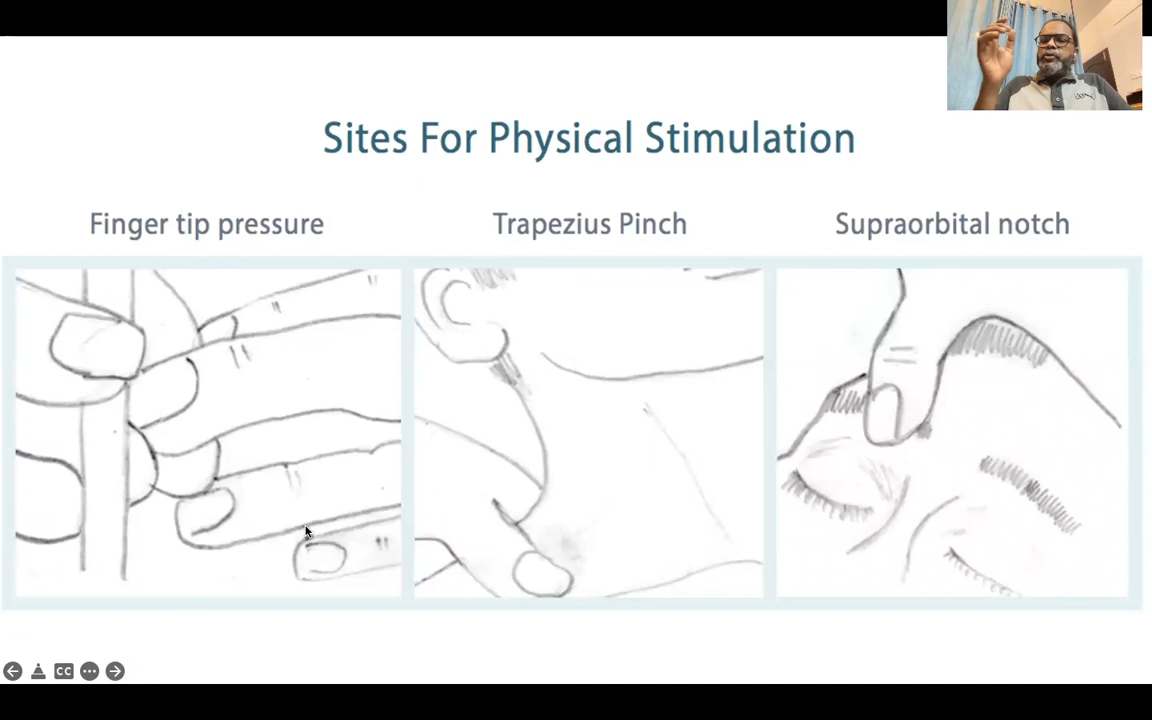 Sites For Physical Stimulation
Finger tip pressure
Trapezius Pinch
Supraorbital notch
CC